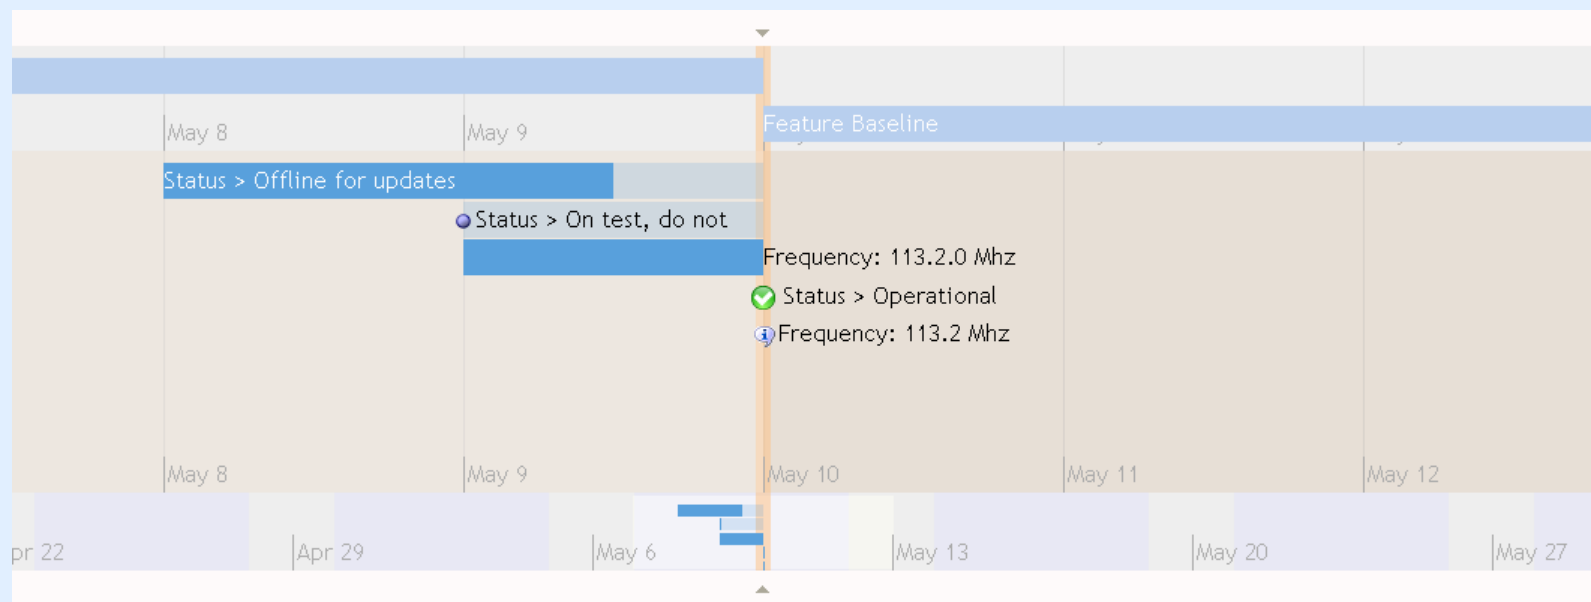 May 8
May 9
Feature Baseline
Status > Offline for updates
Status > On test, do not
Frequency: 113.2.0 Mhz
Status > Operational
Frequency: 113.2 Mhz
May 8
May 9
May 10
May 11
May 12
pr 22
Apr 29
May 6
May 13
May 20
May 27